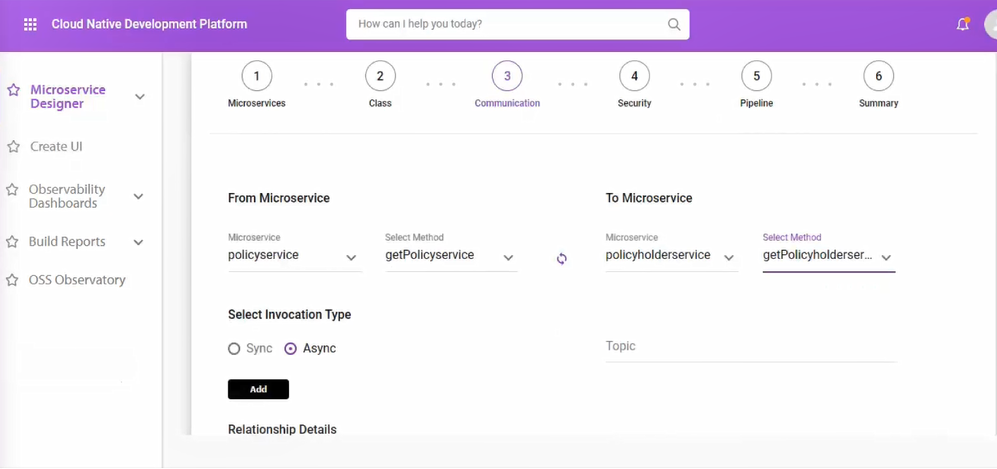 Cloud Native Development Platform
How can I help you today?
Microservice
Designer
Create UI
Observability
Dashboards
Build Reports
OSS Observatory
1 2 3 4 5 6
Microservices Class Communication Security Pipeline Summary
From Microservice To Microservice
Microservice Select Method Microservice Select Method
policyservice getPolicyservice policyholderservice getPolicyholderser...
Select Invocation Type
Sync Async Topic
Add
Relationship Details